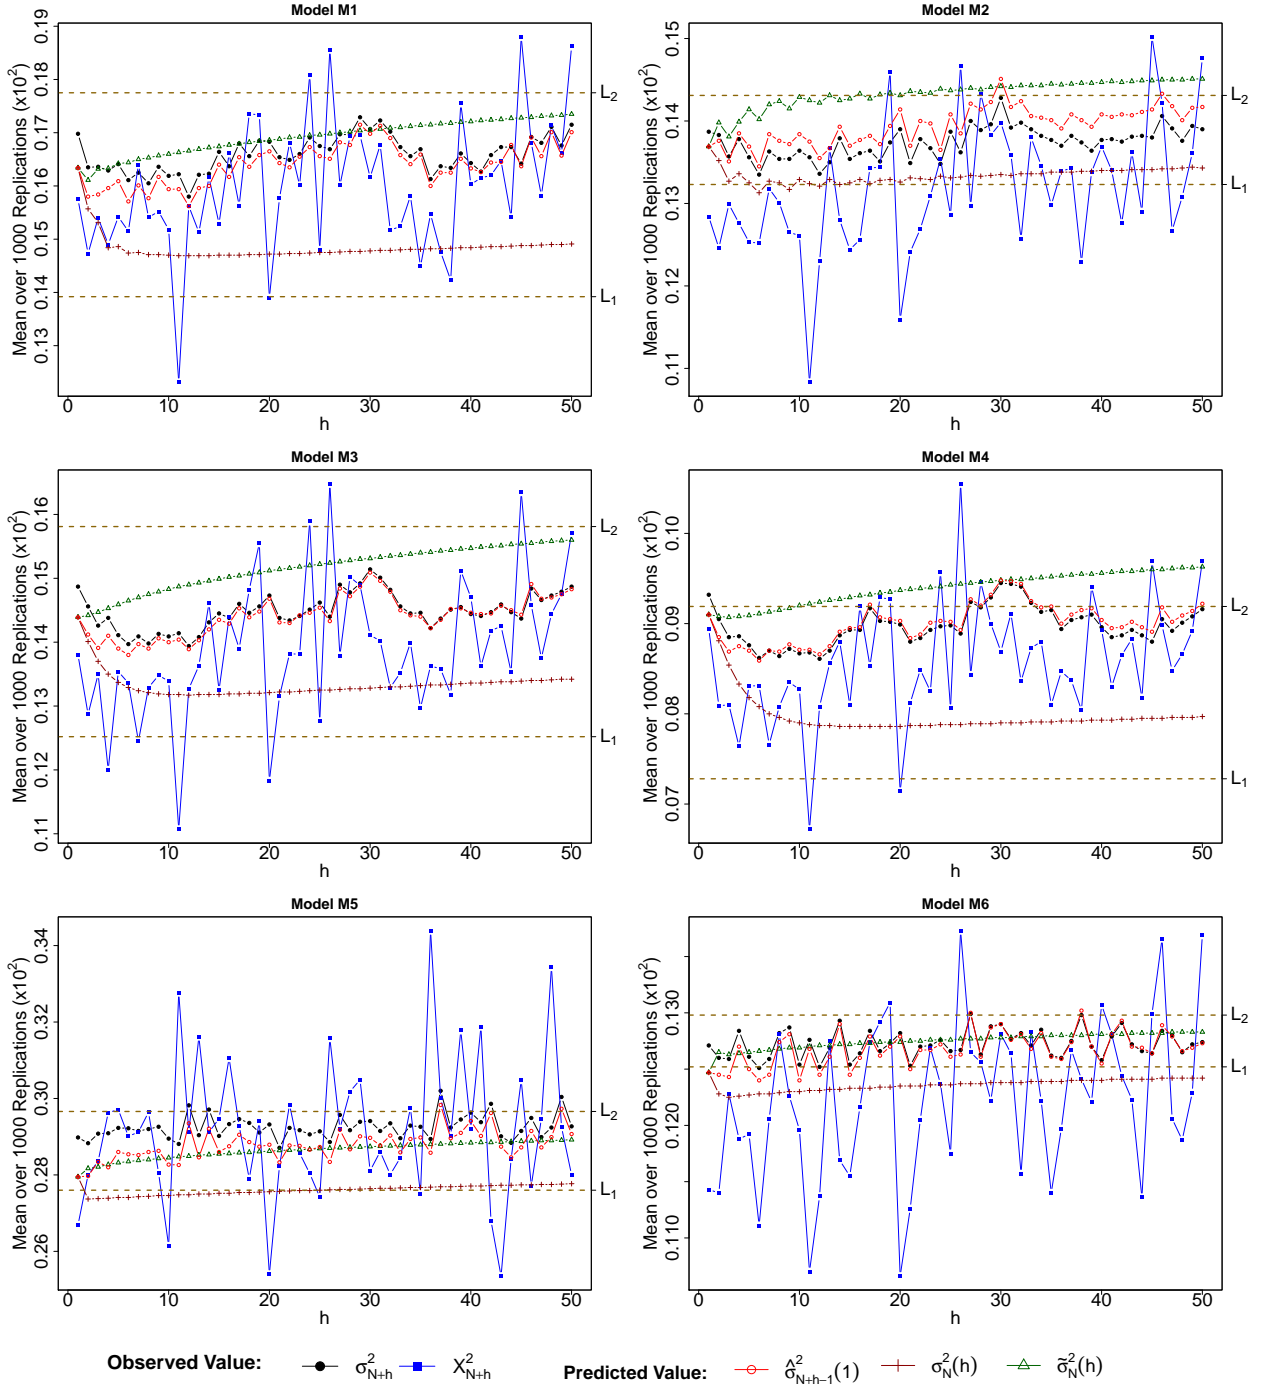 Model M1
Mean over 1000 Replications (x10²)
0.13 0.14 0.15 0.16 0.17 0.18 0.19
L₂
L₁
0 10 20 30 40 50
h
Model M2
Mean over 1000 Replications (x10²)
0.11 0.12 0.13 0.14 0.15
L₂
L₁
0 10 20 30 40 50
h
Model M3
Mean over 1000 Replications (x10²)
0.11 0.12 0.13 0.14 0.15 0.16
L₂
L₁
0 10 20 30 40 50
h
Model M4
Mean over 1000 Replications (x10²)
0.07 0.08 0.09 0.10
L₂
L₁
0 10 20 30 40 50
h
Model M5
Mean over 1000 Replications (x10²)
0.26 0.28 0.30 0.32 0.34
L₂
L₁
0 10 20 30 40 50
h
Model M6
Mean over 1000 Replications (x10²)
0.110 0.120 0.130
L₂
L₁
0 10 20 30 40 50
h
Observed Value: σ²_{N+h} X²_{N+h} Predicted Value: σ̂²_{N+h−1}(1) σ²_N(h) σ̃²_N(h)